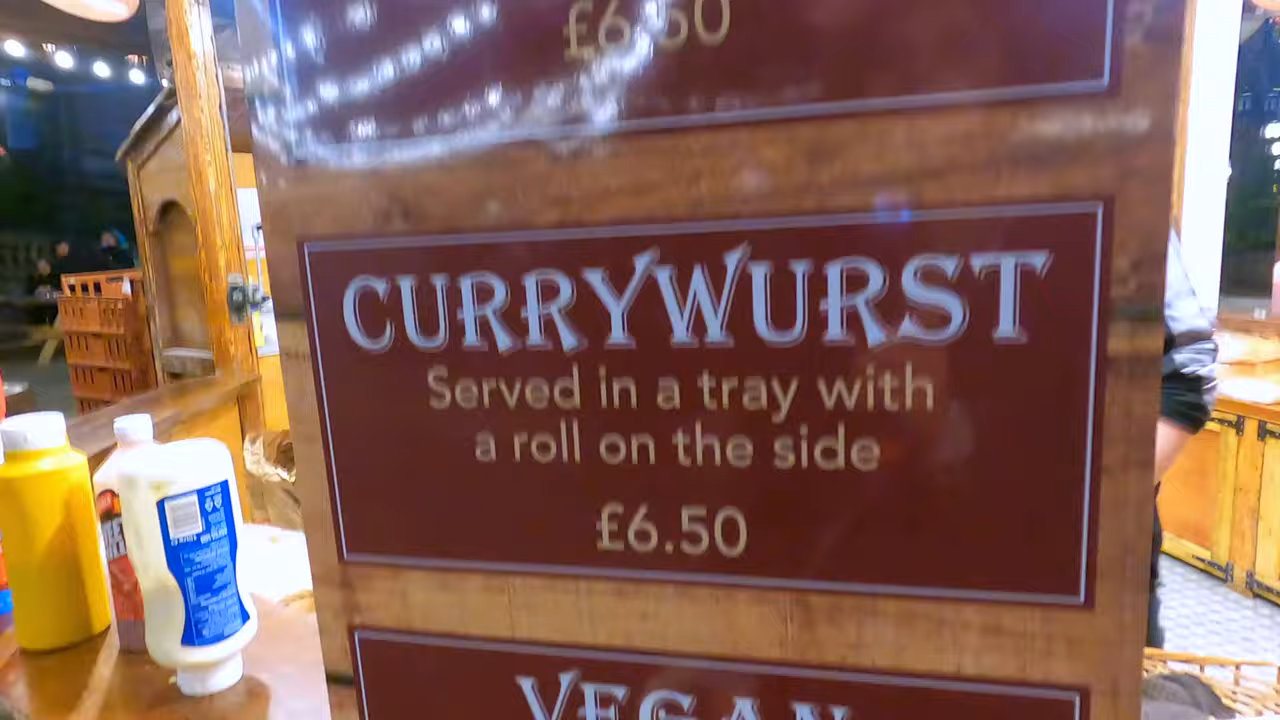 £6.50
CURRYWURST
Served in a tray with
a roll on the side
£6.50
VEGAN